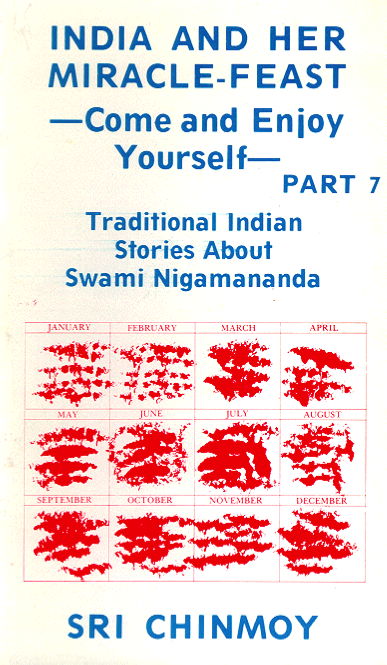 INDIA AND HER
MIRACLE-FEAST
—Come and Enjoy
Yourself—
PART 7
Traditional Indian
Stories About
Swami Nigamananda
JANUARY FEBRUARY MARCH APRIL
MAY JUNE JULY AUGUST
SEPTEMBER OCTOBER NOVEMBER DECEMBER
SRI CHINMOY